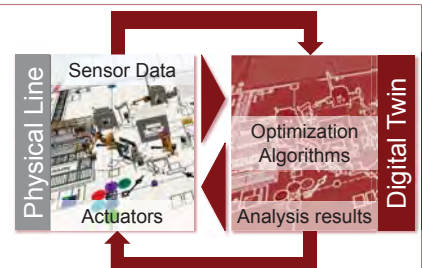 Physical Line
Sensor Data
Actuators
Optimization
Algorithms
Analysis results
Digital Twin